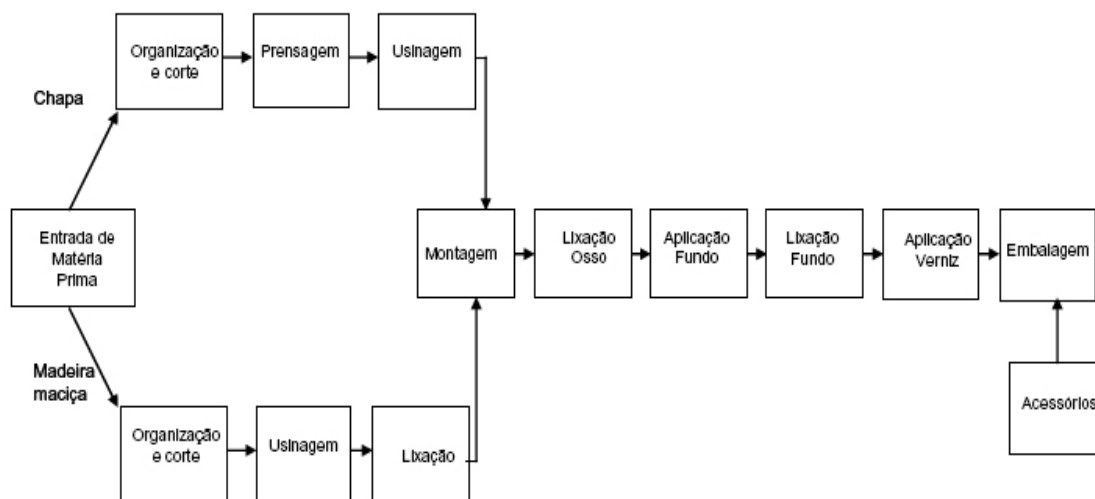 Organização
e corte
Prensagem
Usinagem
Chapa
Entrada de
Matéria
Prima
Montagem
Lixação
Osso
Aplicação
Fundo
Lixação
Fundo
Aplicação
Verniz
Embalagem
Madeira
maciça
Organização
e corte
Usinagem
Lixação
Acessórios